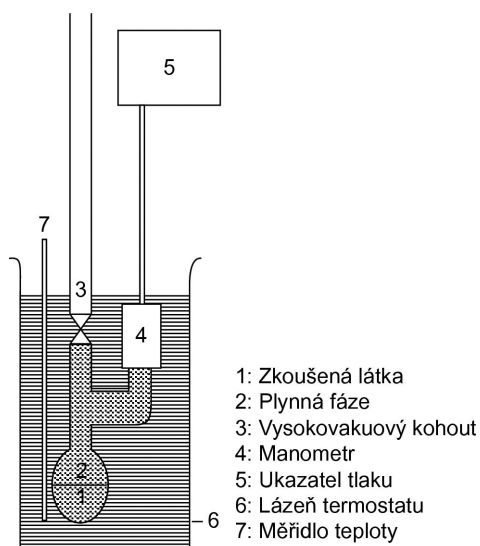 5
7
3
4
2
1
6
1: Zkoušená látka
2: Plynná fáze
3: Vysokovakuový kohout
4: Manometr
5: Ukazatel tlaku
6: Lázeň termostatu
7: Měřidlo teploty